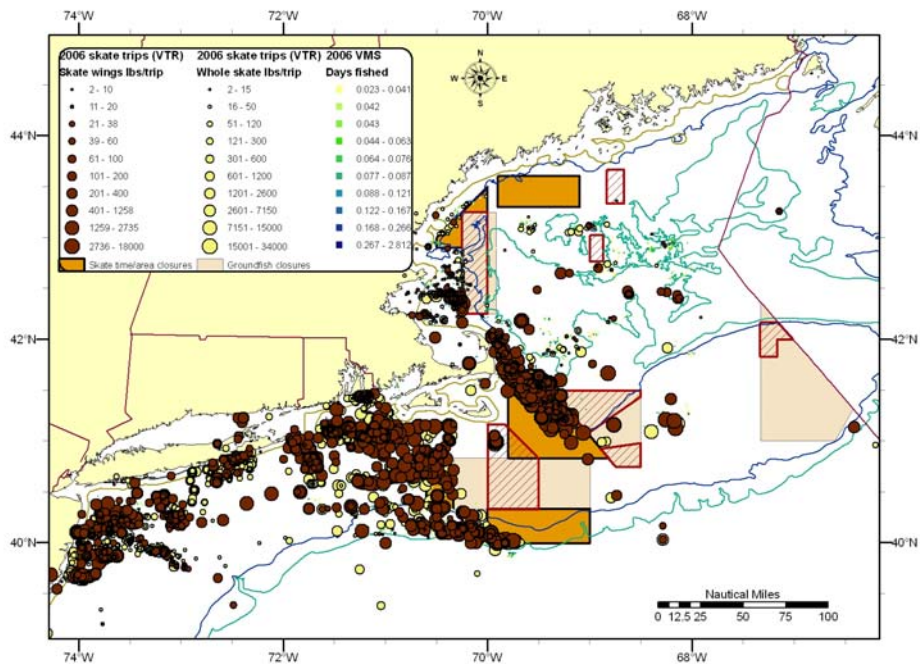 74°W 72°W 70°W 68°W
2006 skate trips (VTR) 2006 skate trips (VTR) 2006 VMS
Skate wings lbs/trip Whole skate lbs/trip Days fished
2 - 10 2 - 15 0.023 - 0.041
11 - 20 16 - 50 0.042
21 - 38 51 - 120 0.043
39 - 60 121 - 300 0.044 - 0.063
61 - 100 301 - 600 0.064 - 0.076
101 - 200 601 - 1200 0.077 - 0.087
201 - 400 1201 - 2600 0.088 - 0.121
401 - 1258 2601 - 7150 0.122 - 0.167
1259 - 2735 7151 - 15000 0.168 - 0.266
2736 - 18000 15001 - 34000 0.267 - 2.812
Skate time/area closures Groundfish closures
N
W E
S
44°N 44°N
42°N 42°N
40°N 40°N
Nautical Miles
0 12.5 25 50 75 100
74°W 72°W 70°W 68°W